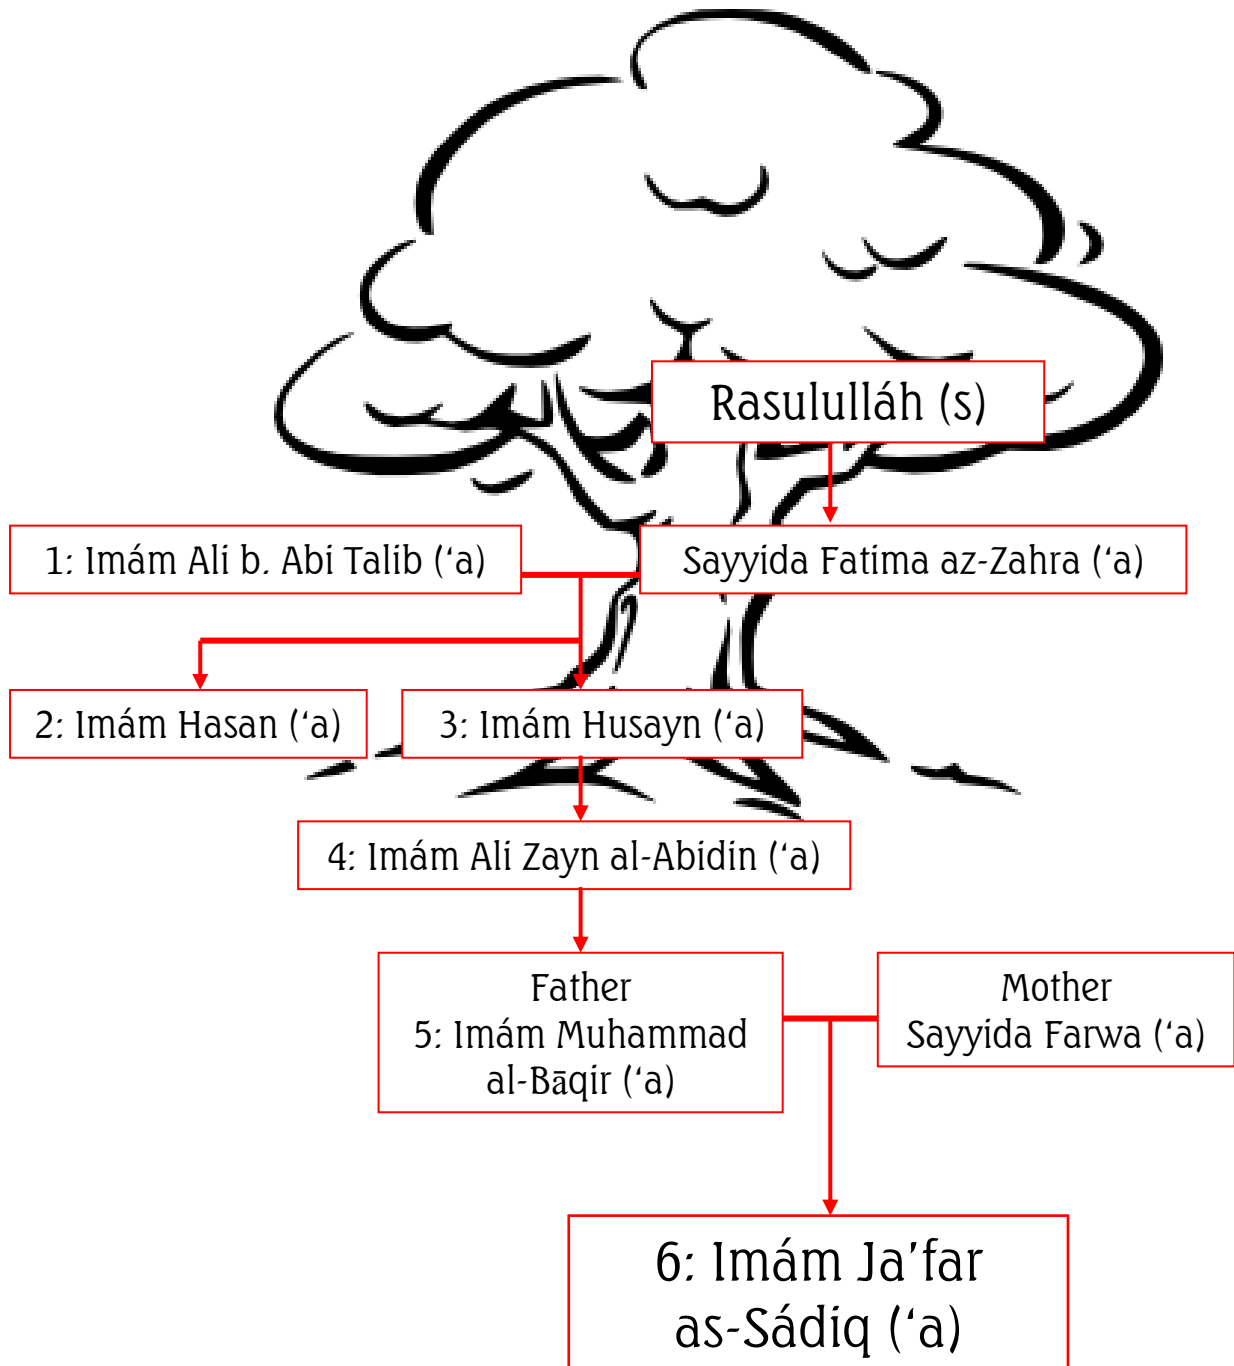 Rasululláh (s)
1: Imám Ali b. Abi Talib (‘a)
Sayyida Fatima az-Zahra (‘a)
2: Imám Hasan (‘a)
3: Imám Husayn (‘a)
4: Imám Ali Zayn al-Abidin (‘a)
Father
5: Imám Muhammad
al-Bāqir (‘a)
Mother
Sayyida Farwa (‘a)
6: Imám Ja’far
as-Sádiq (‘a)